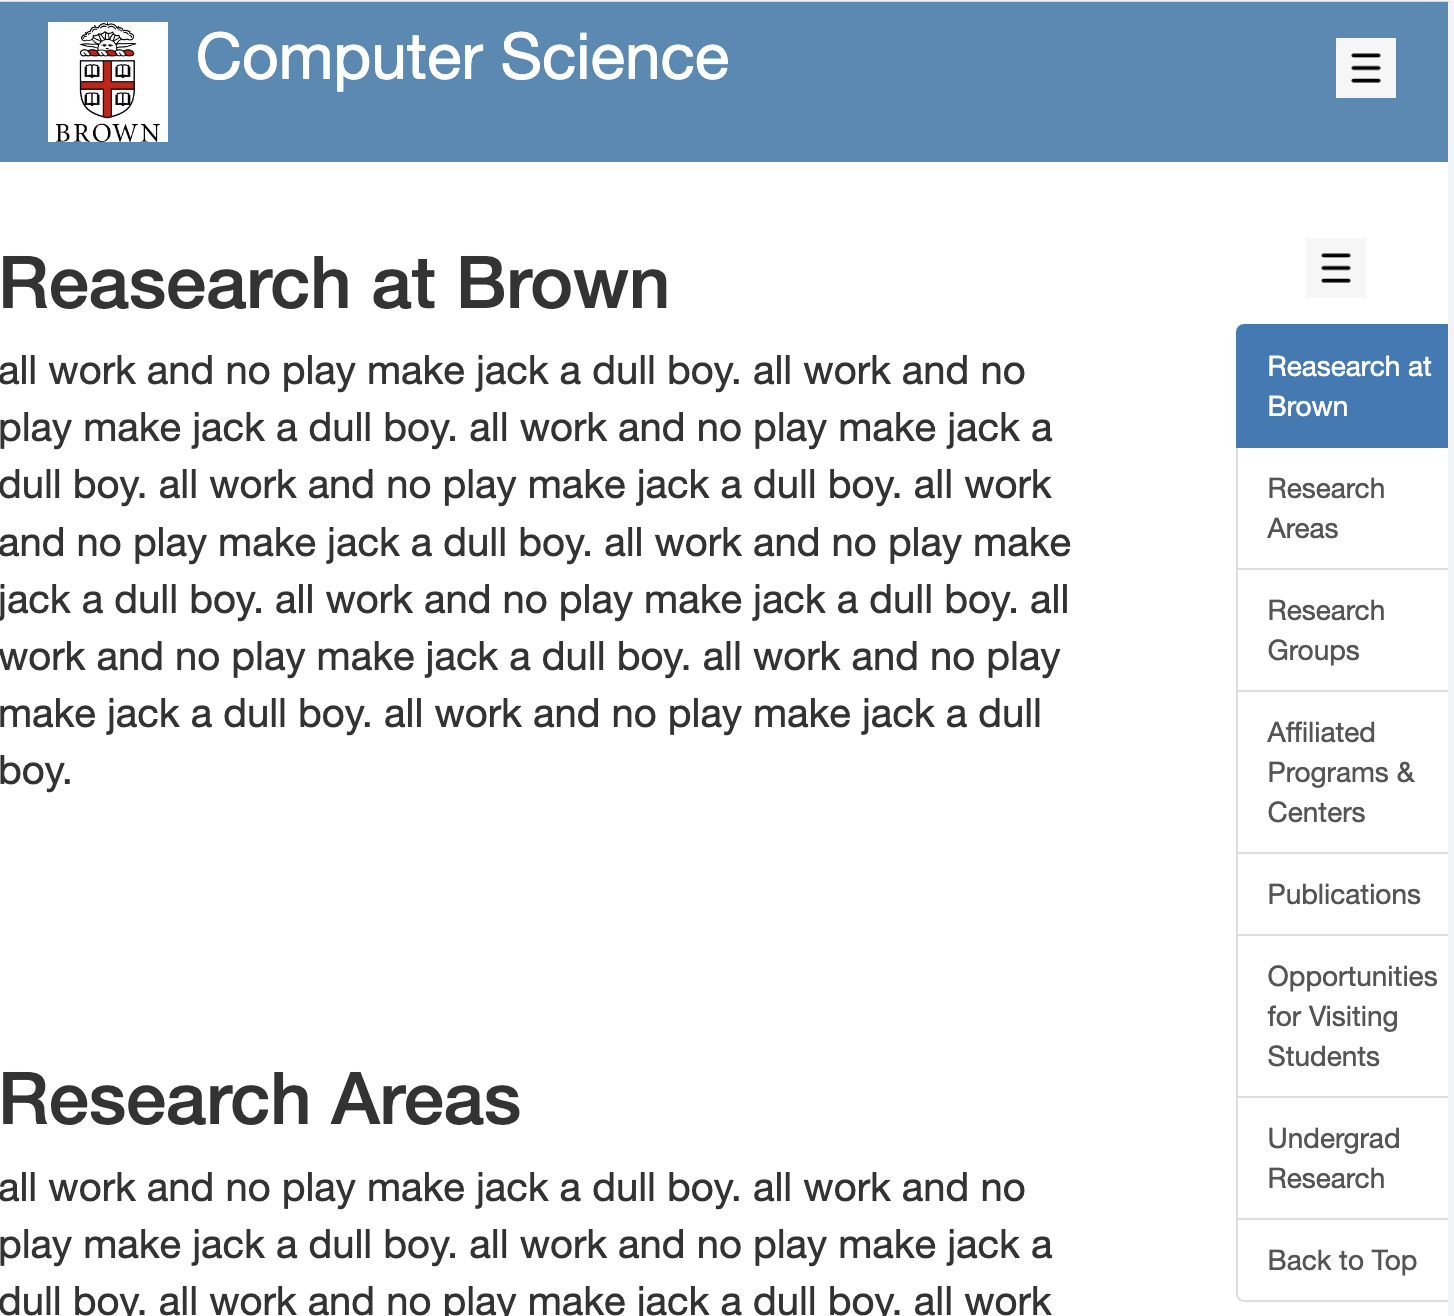 BROWN
Computer Science
Reasearch at Brown
all work and no play make jack a dull boy. all work and no
play make jack a dull boy. all work and no play make jack a
dull boy. all work and no play make jack a dull boy. all work
and no play make jack a dull boy. all work and no play make
jack a dull boy. all work and no play make jack a dull boy. all
work and no play make jack a dull boy. all work and no play
make jack a dull boy. all work and no play make jack a dull
boy.
Research Areas
all work and no play make jack a dull boy. all work and no
play make jack a dull boy. all work and no play make jack a
dull boy. all work and no play make jack a dull boy. all work
Reasearch at
Brown
Research
Areas
Research
Groups
Affiliated
Programs &
Centers
Publications
Opportunities
for Visiting
Students
Undergrad
Research
Back to Top